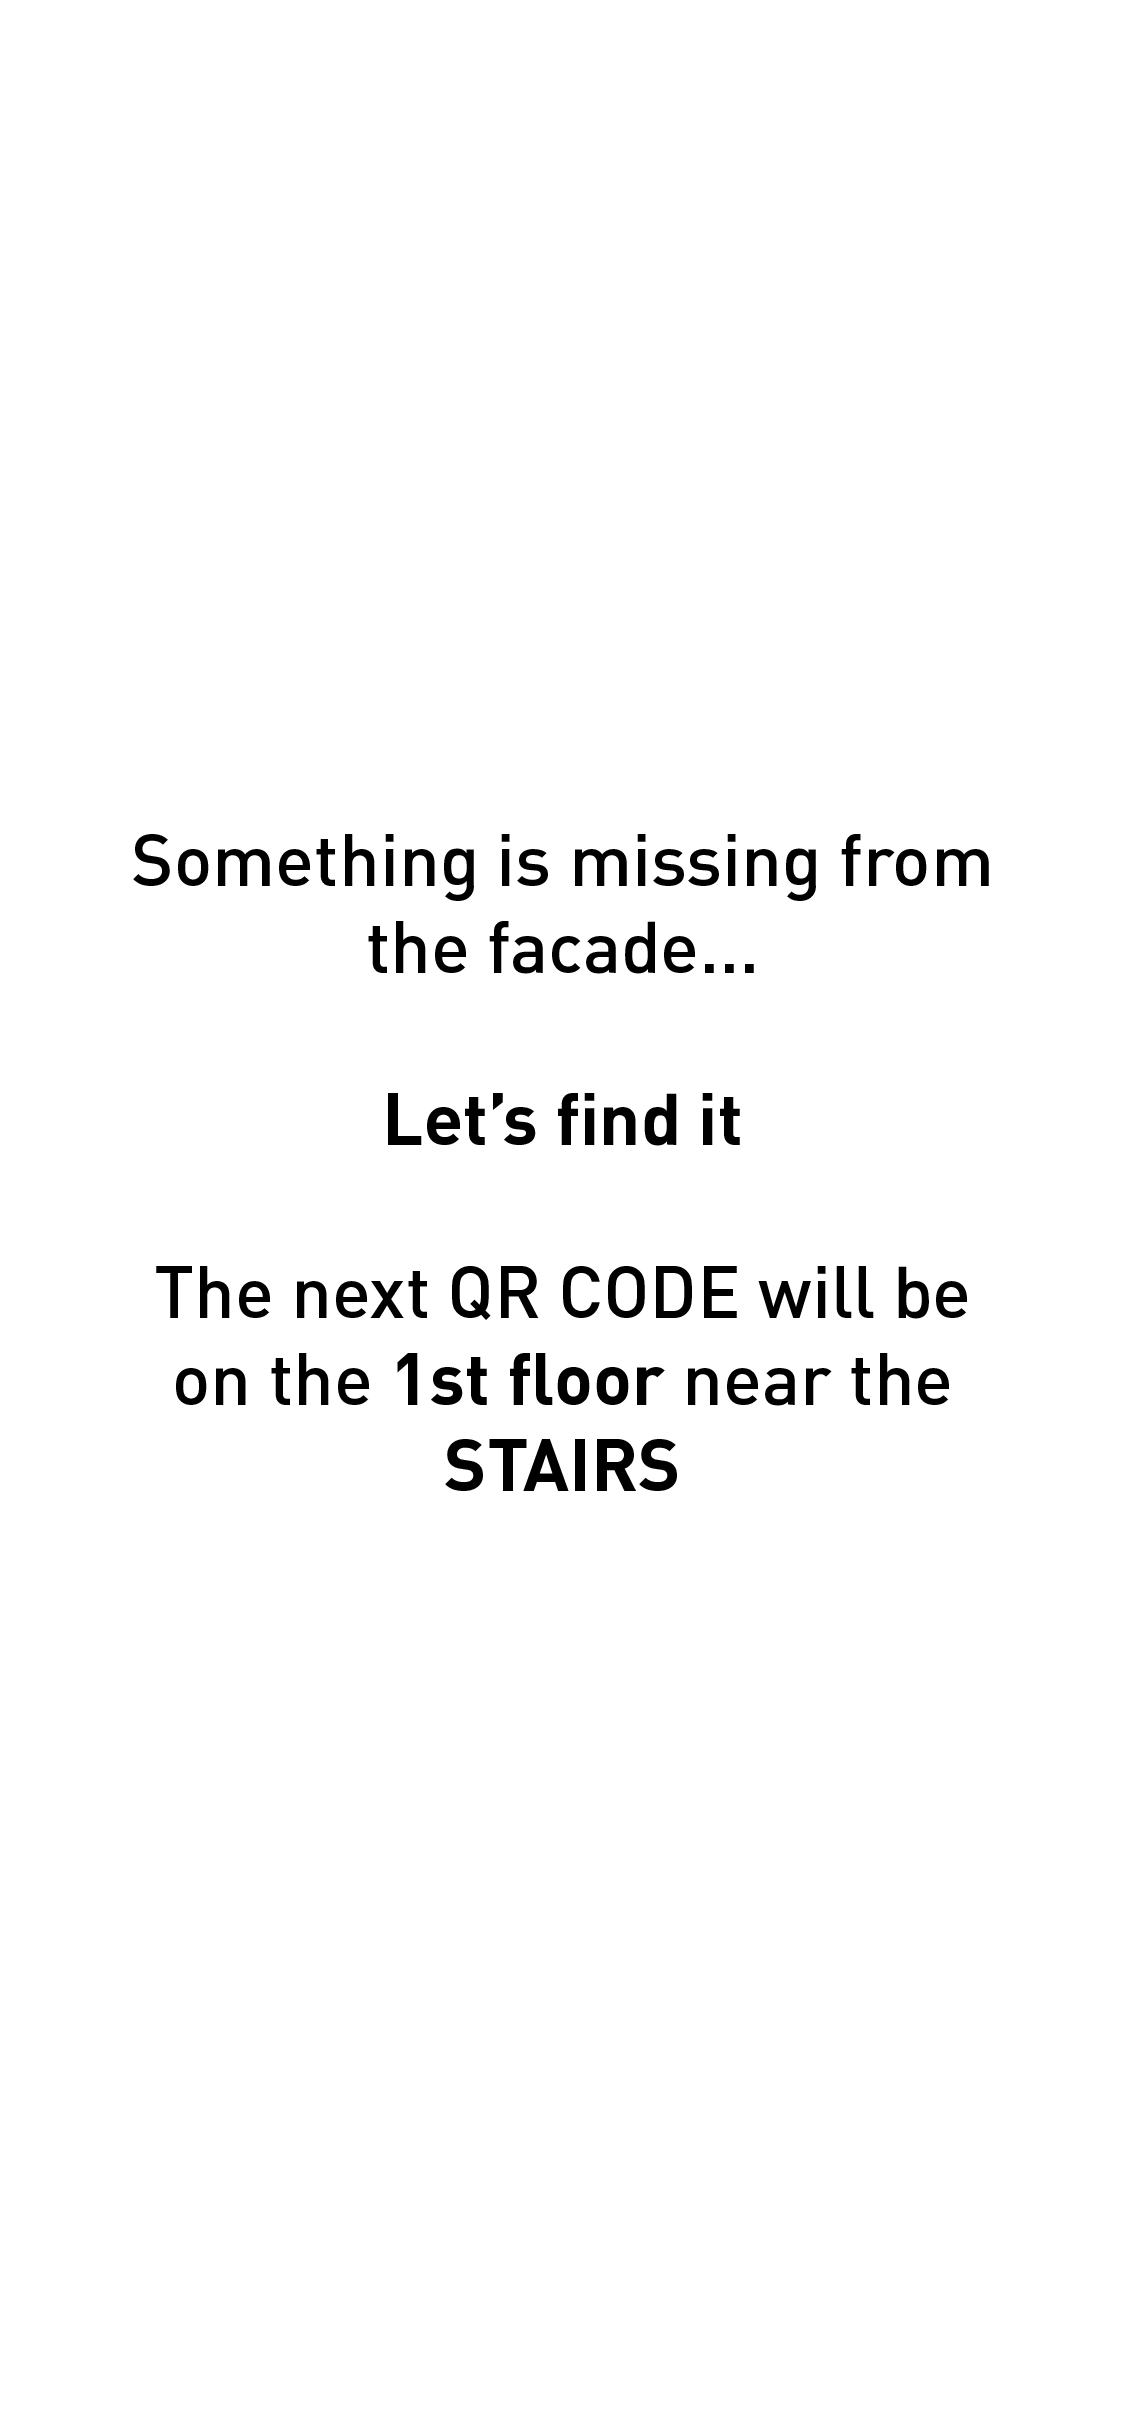 Something is missing from
the facade...
Let’s find it
The next QR CODE will be
on the 1st floor near the
STAIRS